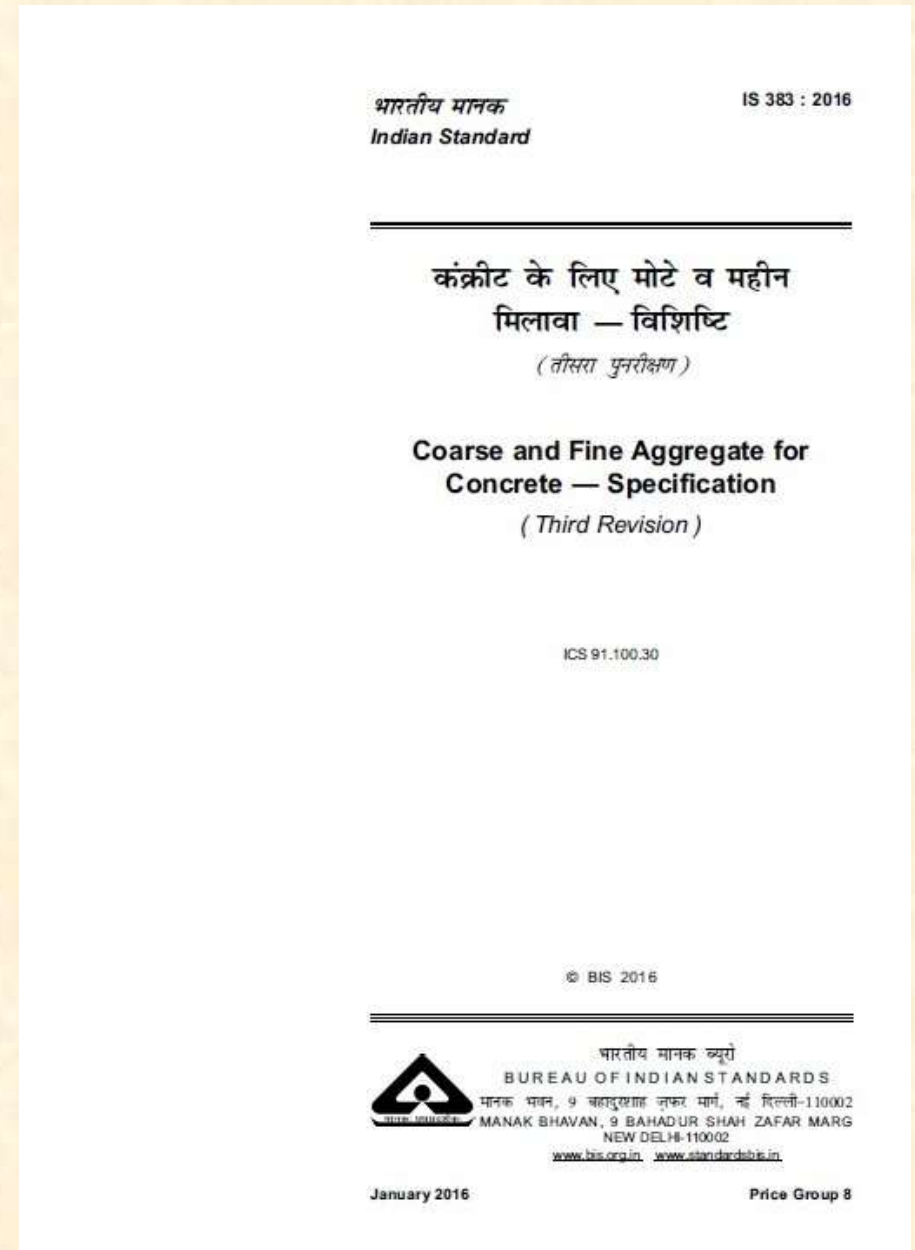 भारतीय मानक
Indian Standard
IS 383 : 2016
कंक्रीट के लिए मोटे व महीन
मिलावा — विशिष्टि
( तीसरा पुनरीक्षण )
Coarse and Fine Aggregate for
Concrete — Specification
( Third Revision )
ICS 91.100.30
© BIS 2016
भारतीय मानक ब्यूरो
BUREAU OF INDIAN STANDARDS
मानक भवन, 9 बहादुरशाह ज़फर मार्ग, नई दिल्ली-110002
MANAK BHAVAN, 9 BAHADUR SHAH ZAFAR MARG
NEW DELHI-110002
www.bis.org.in www.standardsbis.in
January 2016
Price Group 8